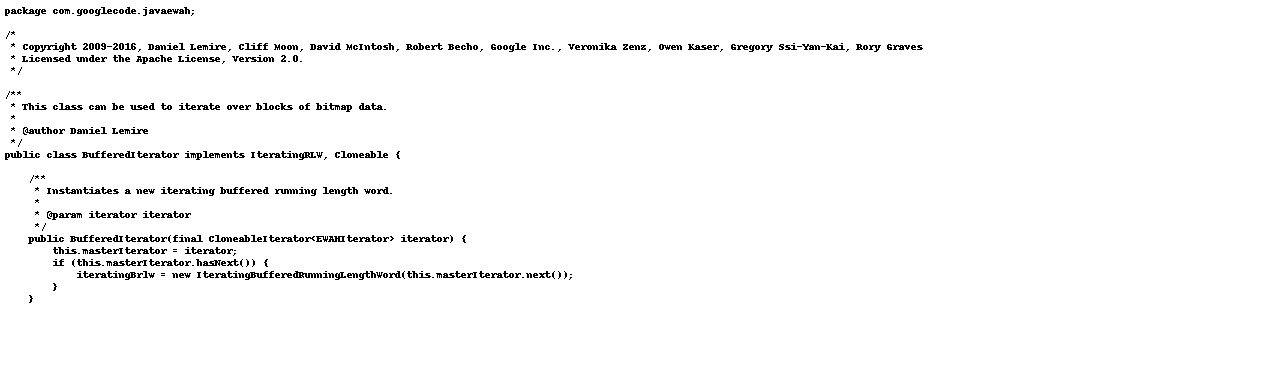 package com.googlecode.javaewah;

/*
 * Copyright 2009-2016, Daniel Lemire, Cliff Moon, David McIntosh, Robert Becho, Google Inc., Veronika Zenz, Owen Kaser, Gregory Ssi-Yan-Kai, Rory Graves
 * Licensed under the Apache License, Version 2.0.
 */

/**
 * This class can be used to iterate over blocks of bitmap data.
 *
 * @author Daniel Lemire
 */
public class BufferedIterator implements IteratingRLW, Cloneable {

    /**
     * Instantiates a new iterating buffered running length word.
     *
     * @param iterator iterator
     */
    public BufferedIterator(final CloneableIterator<EWAHIterator> iterator) {
        this.masterIterator = iterator;
        if (this.masterIterator.hasNext()) {
            iteratingBrlw = new IteratingBufferedRunningLengthWord(this.masterIterator.next());
        }
    }